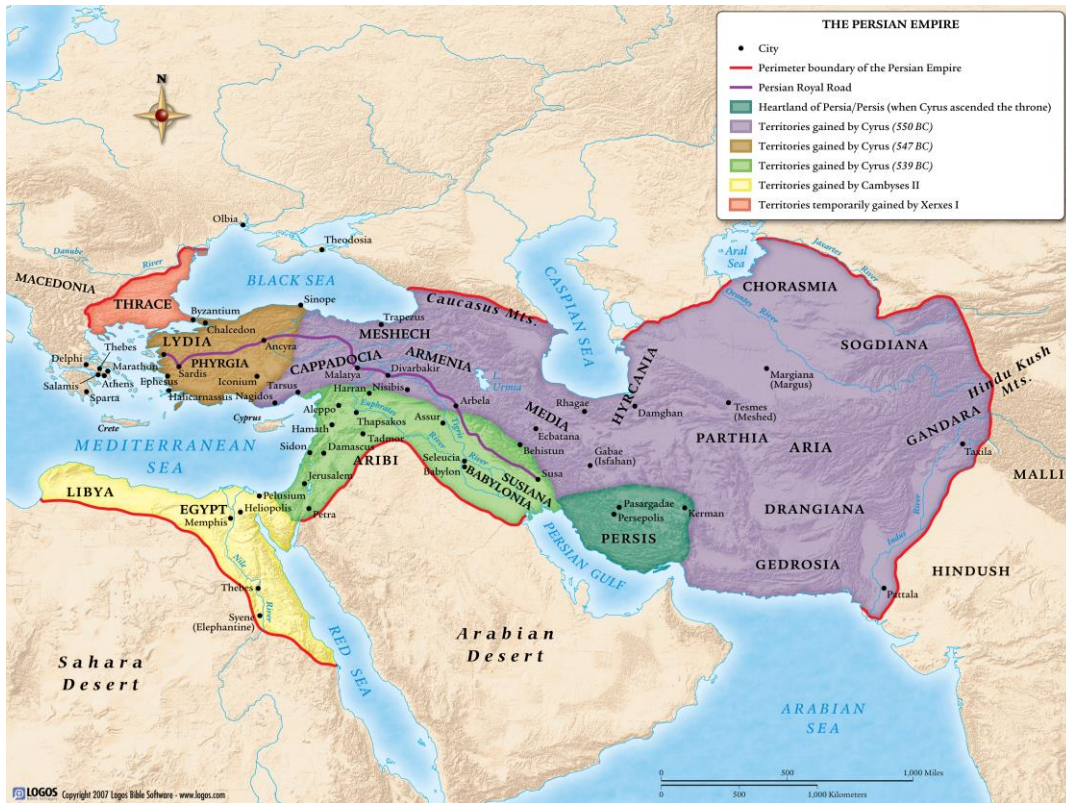 THE PERSIAN EMPIRE
City
Perimeter boundary of the Persian Empire
Persian Royal Road
Heartland of Persia/Persis (when Cyrus ascended the throne)
Territories gained by Cyrus (550 BC)
Territories gained by Cyrus (547 BC)
Territories gained by Cyrus (539 BC)
Territories gained by Cambyses II
Territories temporarily gained by Xerxes I
N
Olbia
Theodosia
Danube
River
MACEDONIA
BLACK SEA
THRACE
Byzantium
Chalcedon
Sinope
Trapezus
Caucasus Mts.
CASPIAN SEA
Aral
Sea
Jaxartes
River
CHORASMIA
Orontes River
SOGDIANA
Hindu Kush
Mts.
LYDIA
MESHECH
Ancyra
Delphi
Thebes
Marathon
Salamis
Athens
Sparta
Ephesus
Sardis
PHRYGIA
Iconium
Halicarnassus
Nagidos
CAPPADOCIA
ARMENIA
Malatya
Divarbakir
Tarsus
Harran
Nisibis
L.
Urmia
HYRCANIA
Margiana
(Margus)
Tesmes
(Meshed)
GANDARA
Taxila
MALLI
Crete
Cyprus
Aleppo
Euphrates
River
Arbela
Rhagae
Damghan
MEDIA
Ecbatana
PARTHIA
ARIA
Hamath
Thapsakos
Assur
Tigris
River
Tadmor
Behistun
Gabae
(Isfahan)
MEDITERRANEAN
SEA
Sidon
Damascus
ARIBI
Seleucia
Babylon
BABYLONIA
SUSIANA
Susa
Jerusalem
LIBYA
Pelusium
EGYPT
Heliopolis
Memphis
Petra
Pasargadae
Persepolis
Kerman
PERSIS
DRANGIANA
PERSIAN GULF
GEDROSIA
Indus
River
HINDUSH
Pattala
Nile
River
Thebes
Syene
(Elephantine)
RED SEA
Arabian
Desert
Sahara
Desert
ARABIAN
SEA
0 500 1,000 Miles
0 500 1,000 Kilometers
LOGOS
Copyright 2007 Logos Bible Software - www.logos.com